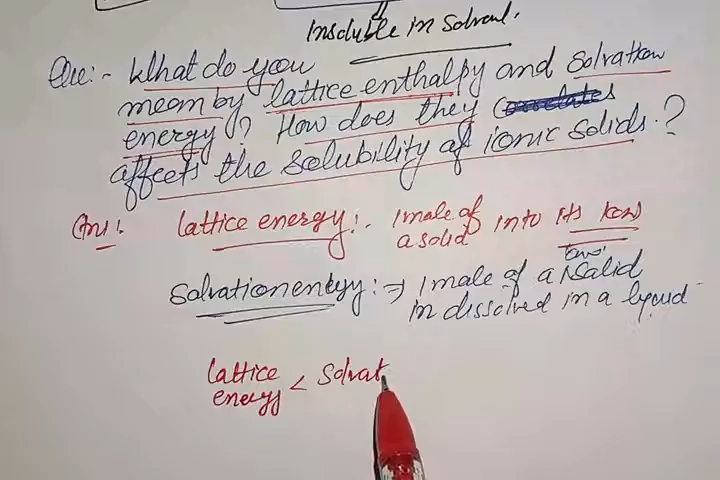 Insoluble in solvent.
Que:- What do you
mean by lattice enthalpy and solvation
energy? How does they
affects the solubility of ionic solids.?
Ans: lattice energy:- 1 mole of
a solid into its ions
Solvation energy:⇒ 1 mole of a ionic solid
in dissolved in a liquid
lattice
energy < Solvat